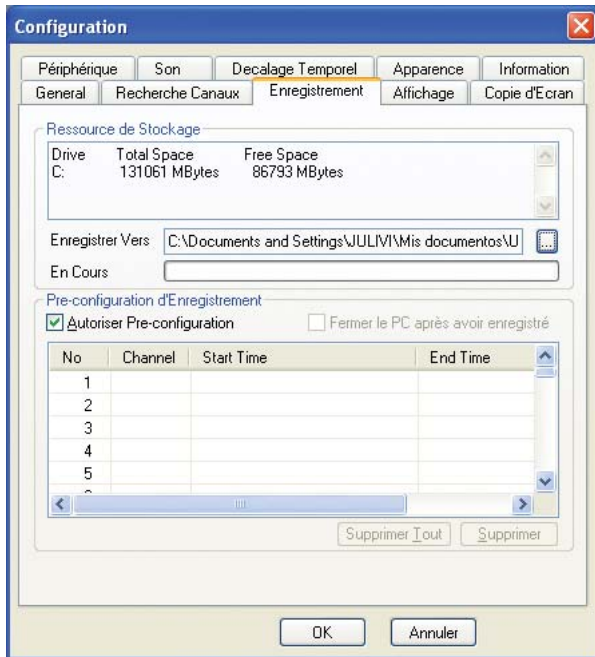 Configuration
Périphérique Son Decalage Temporel Apparence Information
General Recherche Canaux Enregistrement Affichage Copie d'Ecran
Ressource de Stockage
Drive Total Space Free Space
C: 131061 MBytes 86793 MBytes
Enregistrer Vers C:\Documents and Settings\JULIVI\Mis documentos\U ...
En Cours
Pre-configuration d'Enregistrement
Autoriser Pre-configuration Fermer le PC après avoir enregistré
No Channel Start Time End Time
1
2
3
4
5
Supprimer Tout Supprimer
OK Annuler